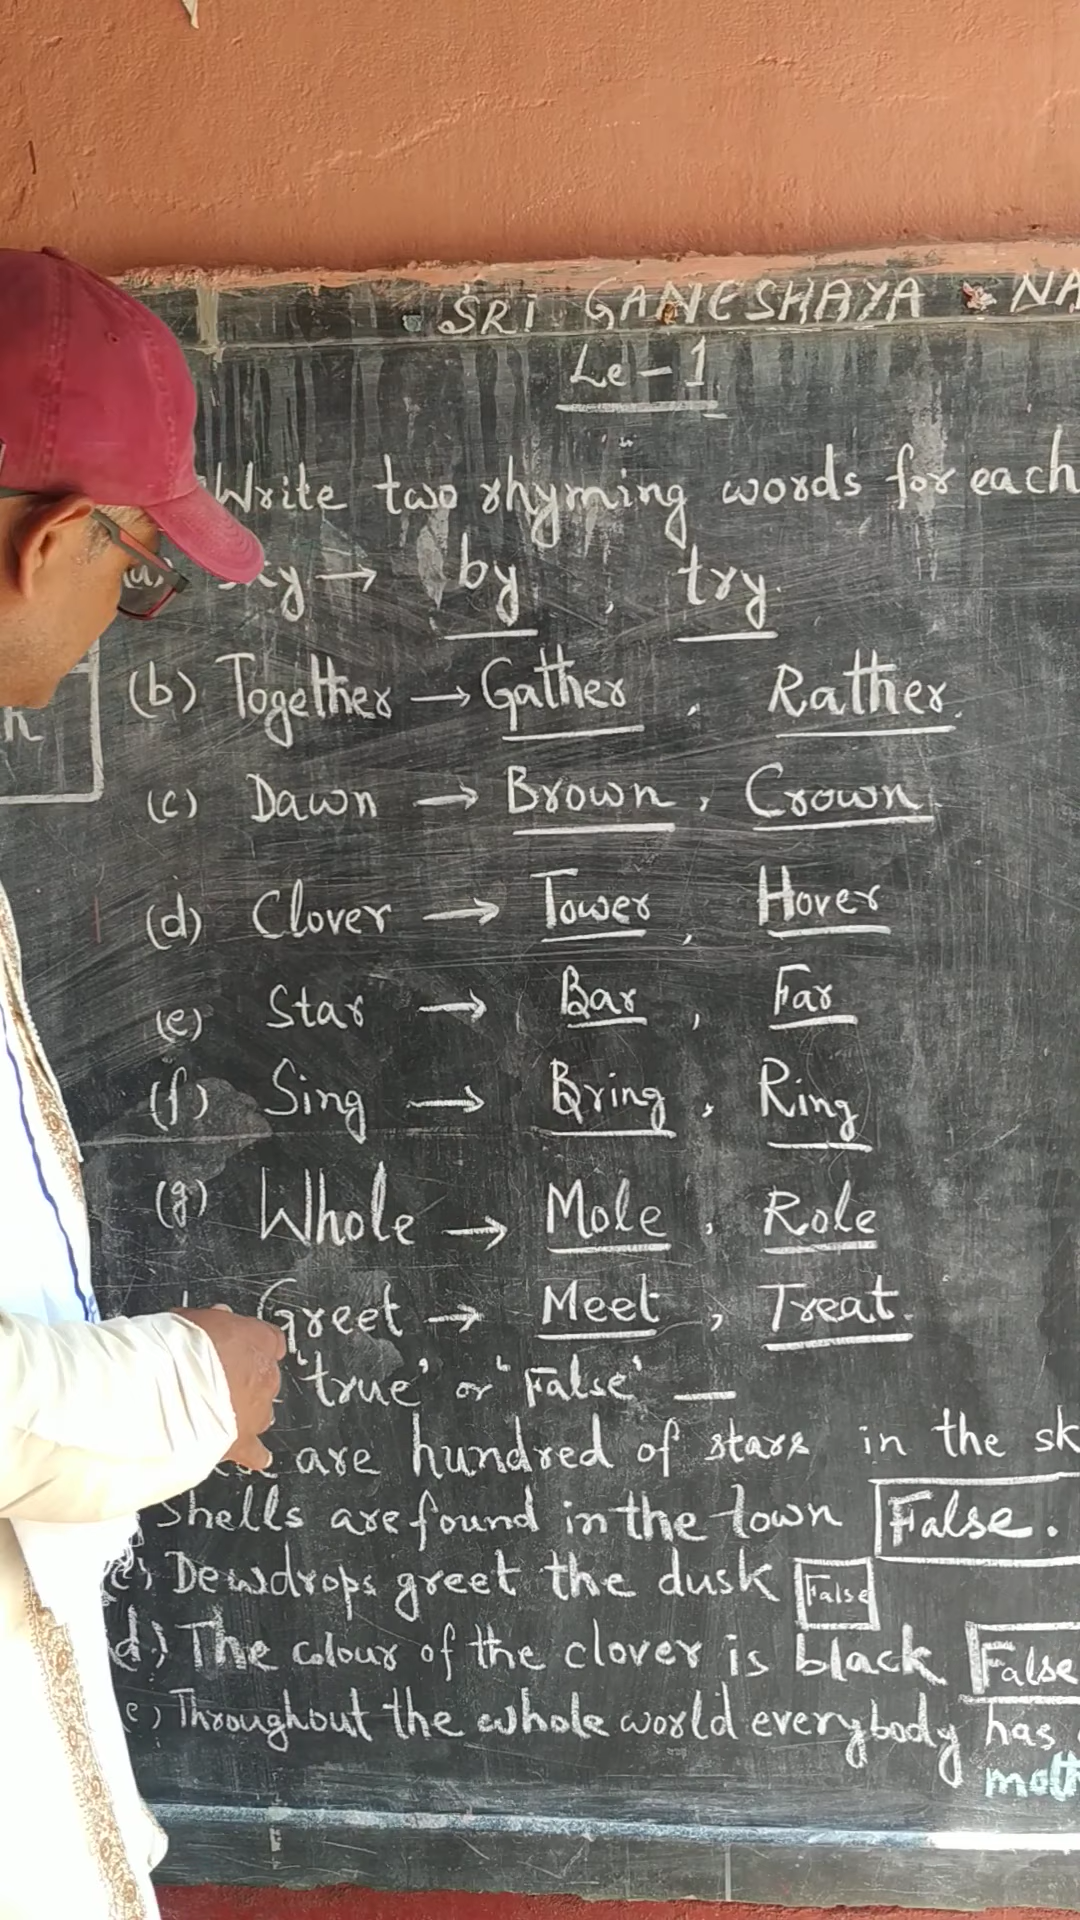 SRI GANESHAYA NA
Le-1
Write two rhyming words for each
(a) sky → by , try.
(b) Together → Gather , Rather.
(c) Dawn → Brown , Crown.
(d) Clover → Tower , Hover
(e) Star → Bar , Far
(f) Sing → Bring , Ring
(g) Whole → Mole , Role
Greet → Meet , Treat.
'true' or 'False' —
are hundred of stars in the sk
Shells are found in the town False.
c) Dewdrops greet the dusk False
d) The colour of the clover is black False
e) Throughout the whole world everybody has
moth